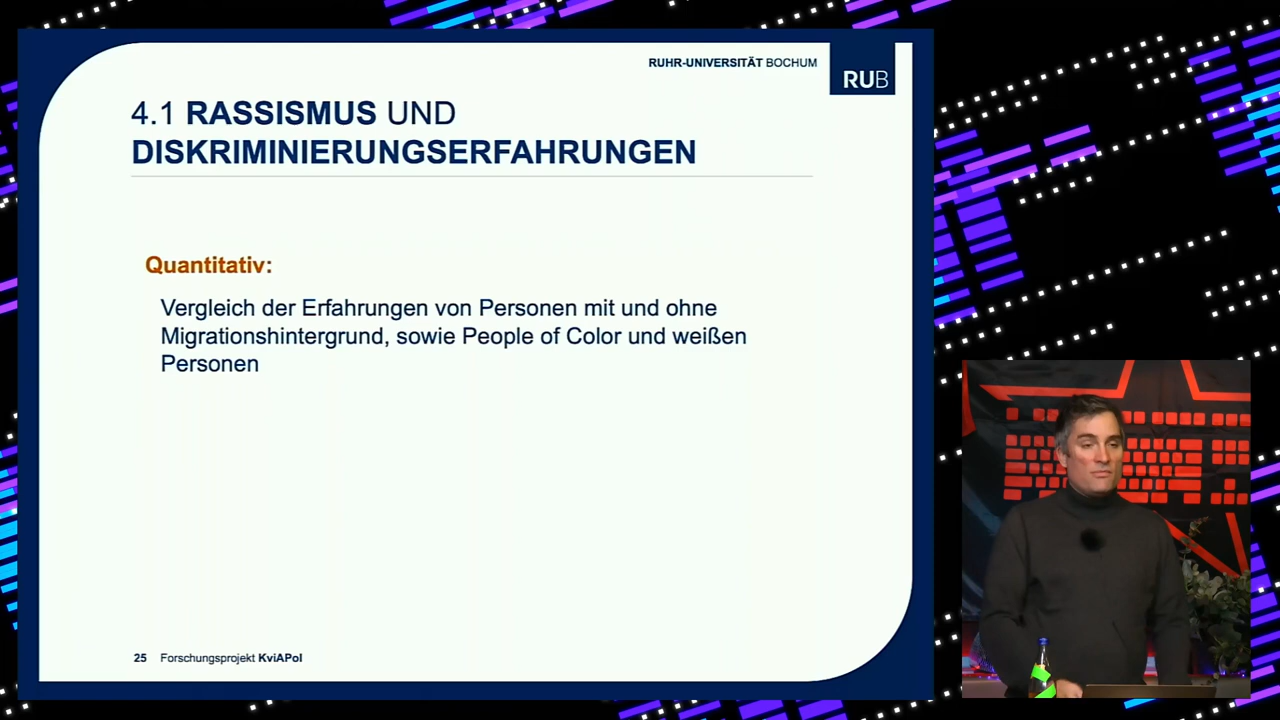 RUHR-UNIVERSITÄT BOCHUM
RUB
4.1 RASSISMUS UND
DISKRIMINIERUNGSERFAHRUNGEN
Quantitativ:
Vergleich der Erfahrungen von Personen mit und ohne
Migrationshintergrund, sowie People of Color und weißen
Personen
25 Forschungsprojekt KviAPol